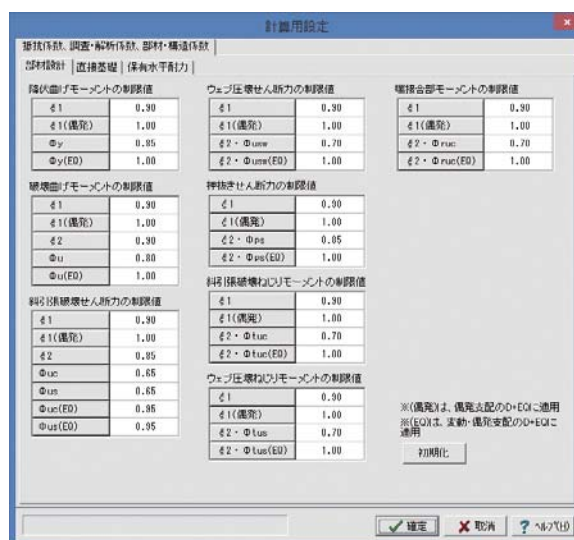 計算用設定
抵抗係数、調査・解析係数、部材・構造係数
部材設計 直接基礎 保有水平耐力
降伏曲げモーメントの制限値
ξ1 0.90
ξ1(偶発) 1.00
Φy 0.85
Φy(EQ) 1.00
破壊曲げモーメントの制限値
ξ1 0.90
ξ1(偶発) 1.00
ξ2 0.90
Φu 0.80
Φu(EQ) 1.00
斜引張破壊せん断力の制限値
ξ1 0.90
ξ1(偶発) 1.00
ξ2 0.85
Φuc 0.65
Φus 0.65
Φuc(EQ) 0.95
Φus(EQ) 0.95
ウェブ圧壊せん断力の制限値
ξ1 0.90
ξ1(偶発) 1.00
ξ2・Φusw 0.70
ξ2・Φusw(EQ) 1.00
押抜きせん断力の制限値
ξ1 0.90
ξ1(偶発) 1.00
ξ2・Φps 0.85
ξ2・Φps(EQ) 1.00
斜引張破壊ねじりモーメントの制限値
ξ1 0.90
ξ1(偶発) 1.00
ξ2・Φtuc 0.70
ξ2・Φtuc(EQ) 1.00
ウェブ圧壊ねじりモーメントの制限値
ξ1 0.90
ξ1(偶発) 1.00
ξ2・Φtus 0.70
ξ2・Φtus(EQ) 1.00
端接合部モーメントの制限値
ξ1 0.90
ξ1(偶発) 1.00
ξ2・Φruc 0.70
ξ2・Φruc(EQ) 1.00
※(偶発)は、偶発支配のD+EQに適用
※(EQ)は、変動・偶発支配のD+EQに
適用
初期化
確定 取消 ? ヘルプ(H)